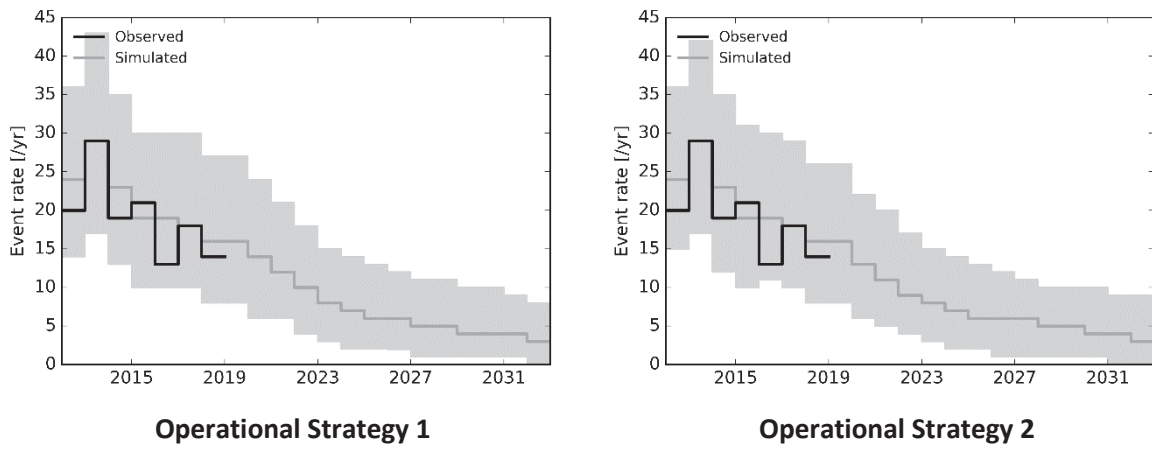 45
40
35
30
25
20
15
10
5
0
Event rate [/yr]
Observed
Simulated
2015 2019 2023 2027 2031
Operational Strategy 1
45
40
35
30
25
20
15
10
5
0
Event rate [/yr]
Observed
Simulated
2015 2019 2023 2027 2031
Operational Strategy 2